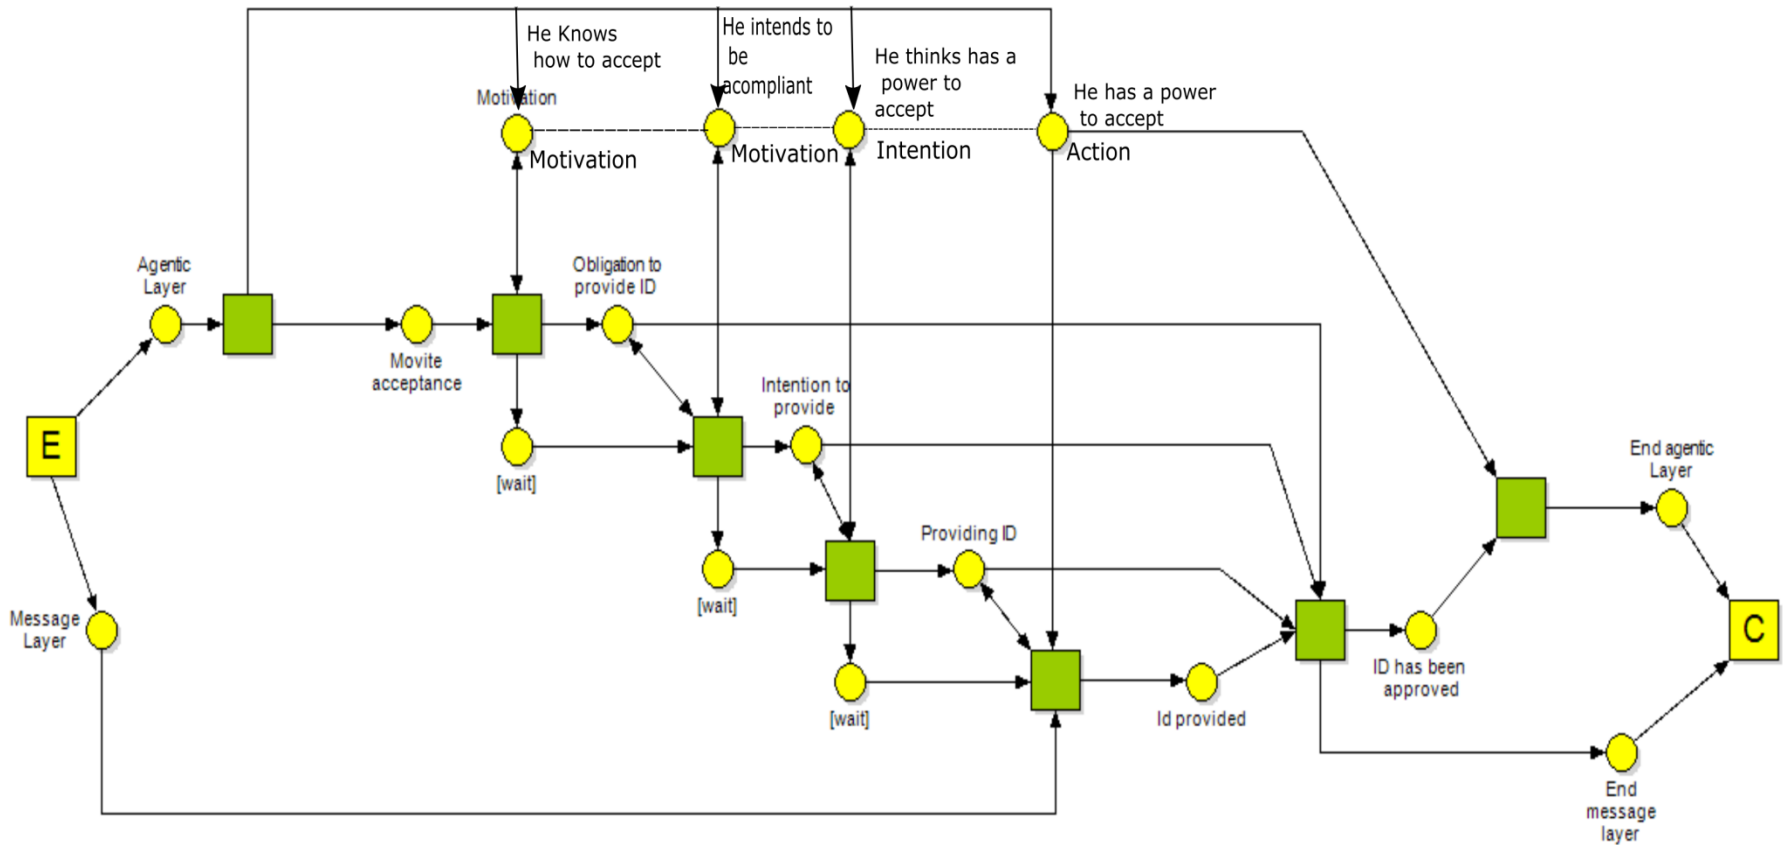 He Knows
how to accept
He intends to
be
acompliant
He thinks has a
power to
accept
He has a power
to accept
Motivation
Motivation
Motivation
Intention
Action
Agentic
Layer
Obligation to
provide ID
Movite
acceptance
Intention to
provide
E
[wait]
End agentic
Layer
Providing ID
[wait]
Message
Layer
C
ID has been
approved
[wait]
Id provided
End
message
layer